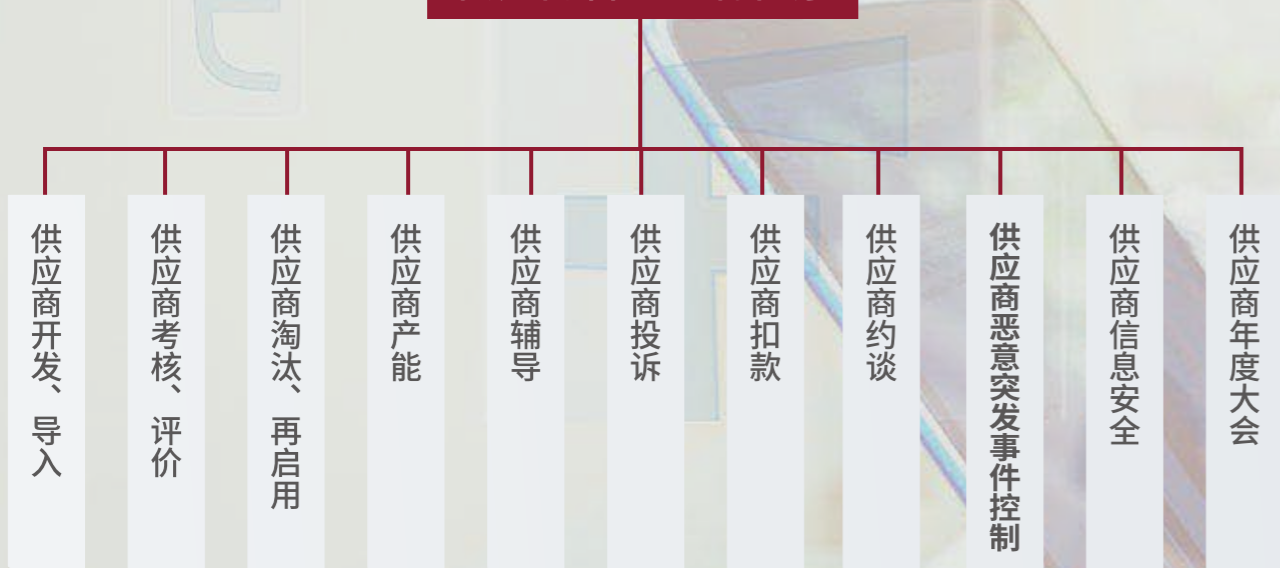 供应商开发、导入
供应商考核、评价
供应商淘汰、再启用
供应商产能
供应商辅导
供应商投诉
供应商扣款
供应商约谈
供应商恶意突发事件控制
供应商信息安全
供应商年度大会